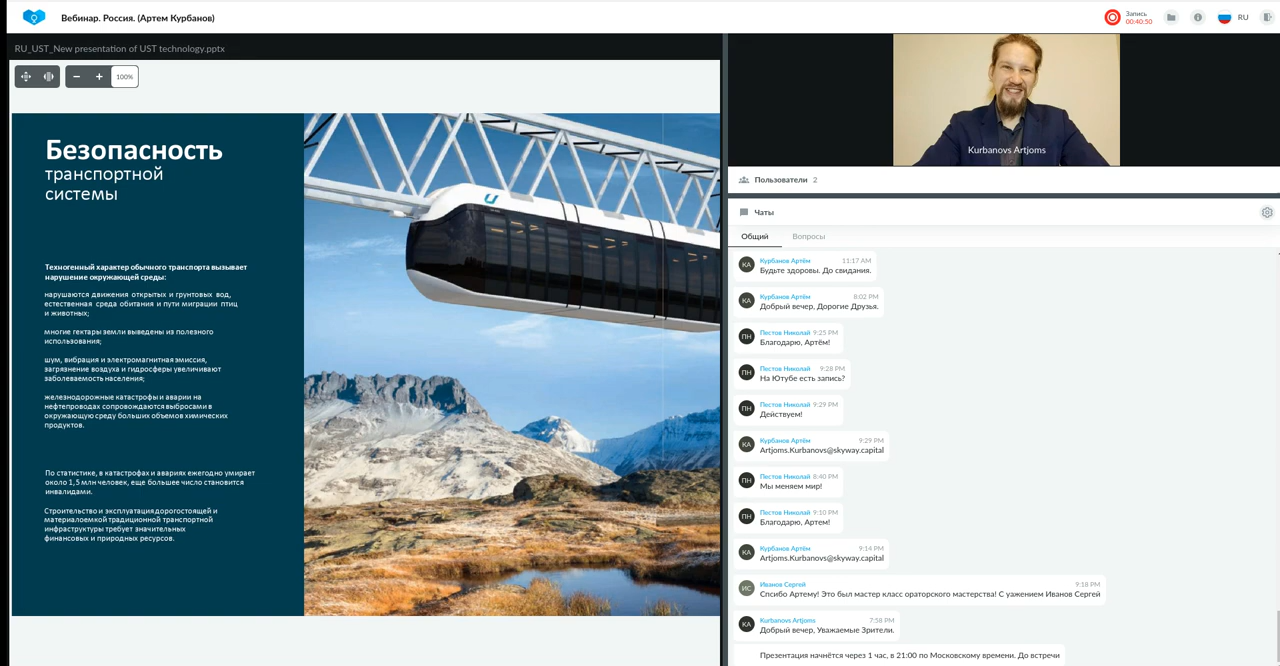 Вебинар. Россия. (Артем Курбанов)
Запись
00:40:50
RU
RU_UST_New presentation of UST technology.pptx
100%
Безопасность
транспортной
системы
Техногенный характер обычного транспорта вызывает
нарушение окружающей среды:
нарушаются движения открытых и грунтовых вод,
естественная среда обитания и пути миграции птиц
и животных;
многие гектары земли выведены из полезного
использования;
шум, вибрация и электромагнитная эмиссия,
загрязнение воздуха и гидросферы увеличивают
заболеваемость населения;
железнодорожные катастрофы и аварии на
нефтепроводах сопровождаются выбросами в
окружающую среду больших объемов химических
продуктов.
По статистике, в катастрофах и авариях ежегодно умирает
около 1,5 млн человек, еще большее число становится
инвалидами.
Строительство и эксплуатация дорогостоящей и
материалоемкой традиционной транспортной
инфраструктуры требует значительных
финансовых и природных ресурсов.
Kurbanovs Artjoms
Пользователи 2
Чаты
Общий Вопросы
КА Курбанов Артём 11:17 AM
Будьте здоровы. До свидания.
КА Курбанов Артём 8:02 PM
Добрый вечер, Дорогие Друзья.
ПН Пестов Николай 9:25 PM
Благодарю, Артём!
ПН Пестов Николай 9:28 PM
На Ютубе есть запись?
ПН Пестов Николай 9:29 PM
Действуем!
КА Курбанов Артём 9:29 PM
Artjoms.Kurbanovs@skyway.capital
ПН Пестов Николай 8:40 PM
Мы меняем мир!
ПН Пестов Николай 9:10 PM
Благодарю, Артем!
КА Курбанов Артём 9:14 PM
Artjoms.Kurbanovs@skyway.capital
ИС Иванов Сергей 9:18 PM
Спсибо Артему! Это был мастер класс ораторского мастерства! С уажением Иванов Сергей
КА Kurbanovs Artjoms 7:58 PM
Добрый вечер, Уважаемые Зрители.
Презентация начнётся через 1 час, в 21:00 по Московскому времени. До встречи